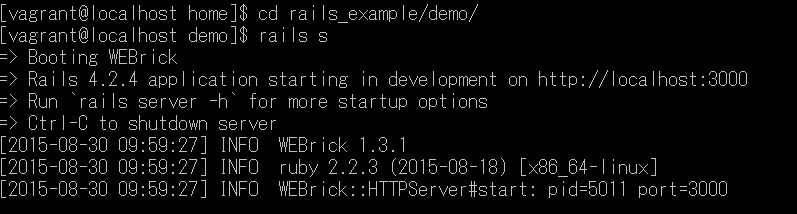 [vagrant@localhost home]$ cd rails_example/demo/
[vagrant@localhost demo]$ rails s
=> Booting WEBrick
=> Rails 4.2.4 application starting in development on http://localhost:3000
=> Run `rails server -h` for more startup options
=> Ctrl-C to shutdown server
[2015-08-30 09:59:27] INFO  WEBrick 1.3.1
[2015-08-30 09:59:27] INFO  ruby 2.2.3 (2015-08-18) [x86_64-linux]
[2015-08-30 09:59:27] INFO  WEBrick::HTTPServer#start: pid=5011 port=3000